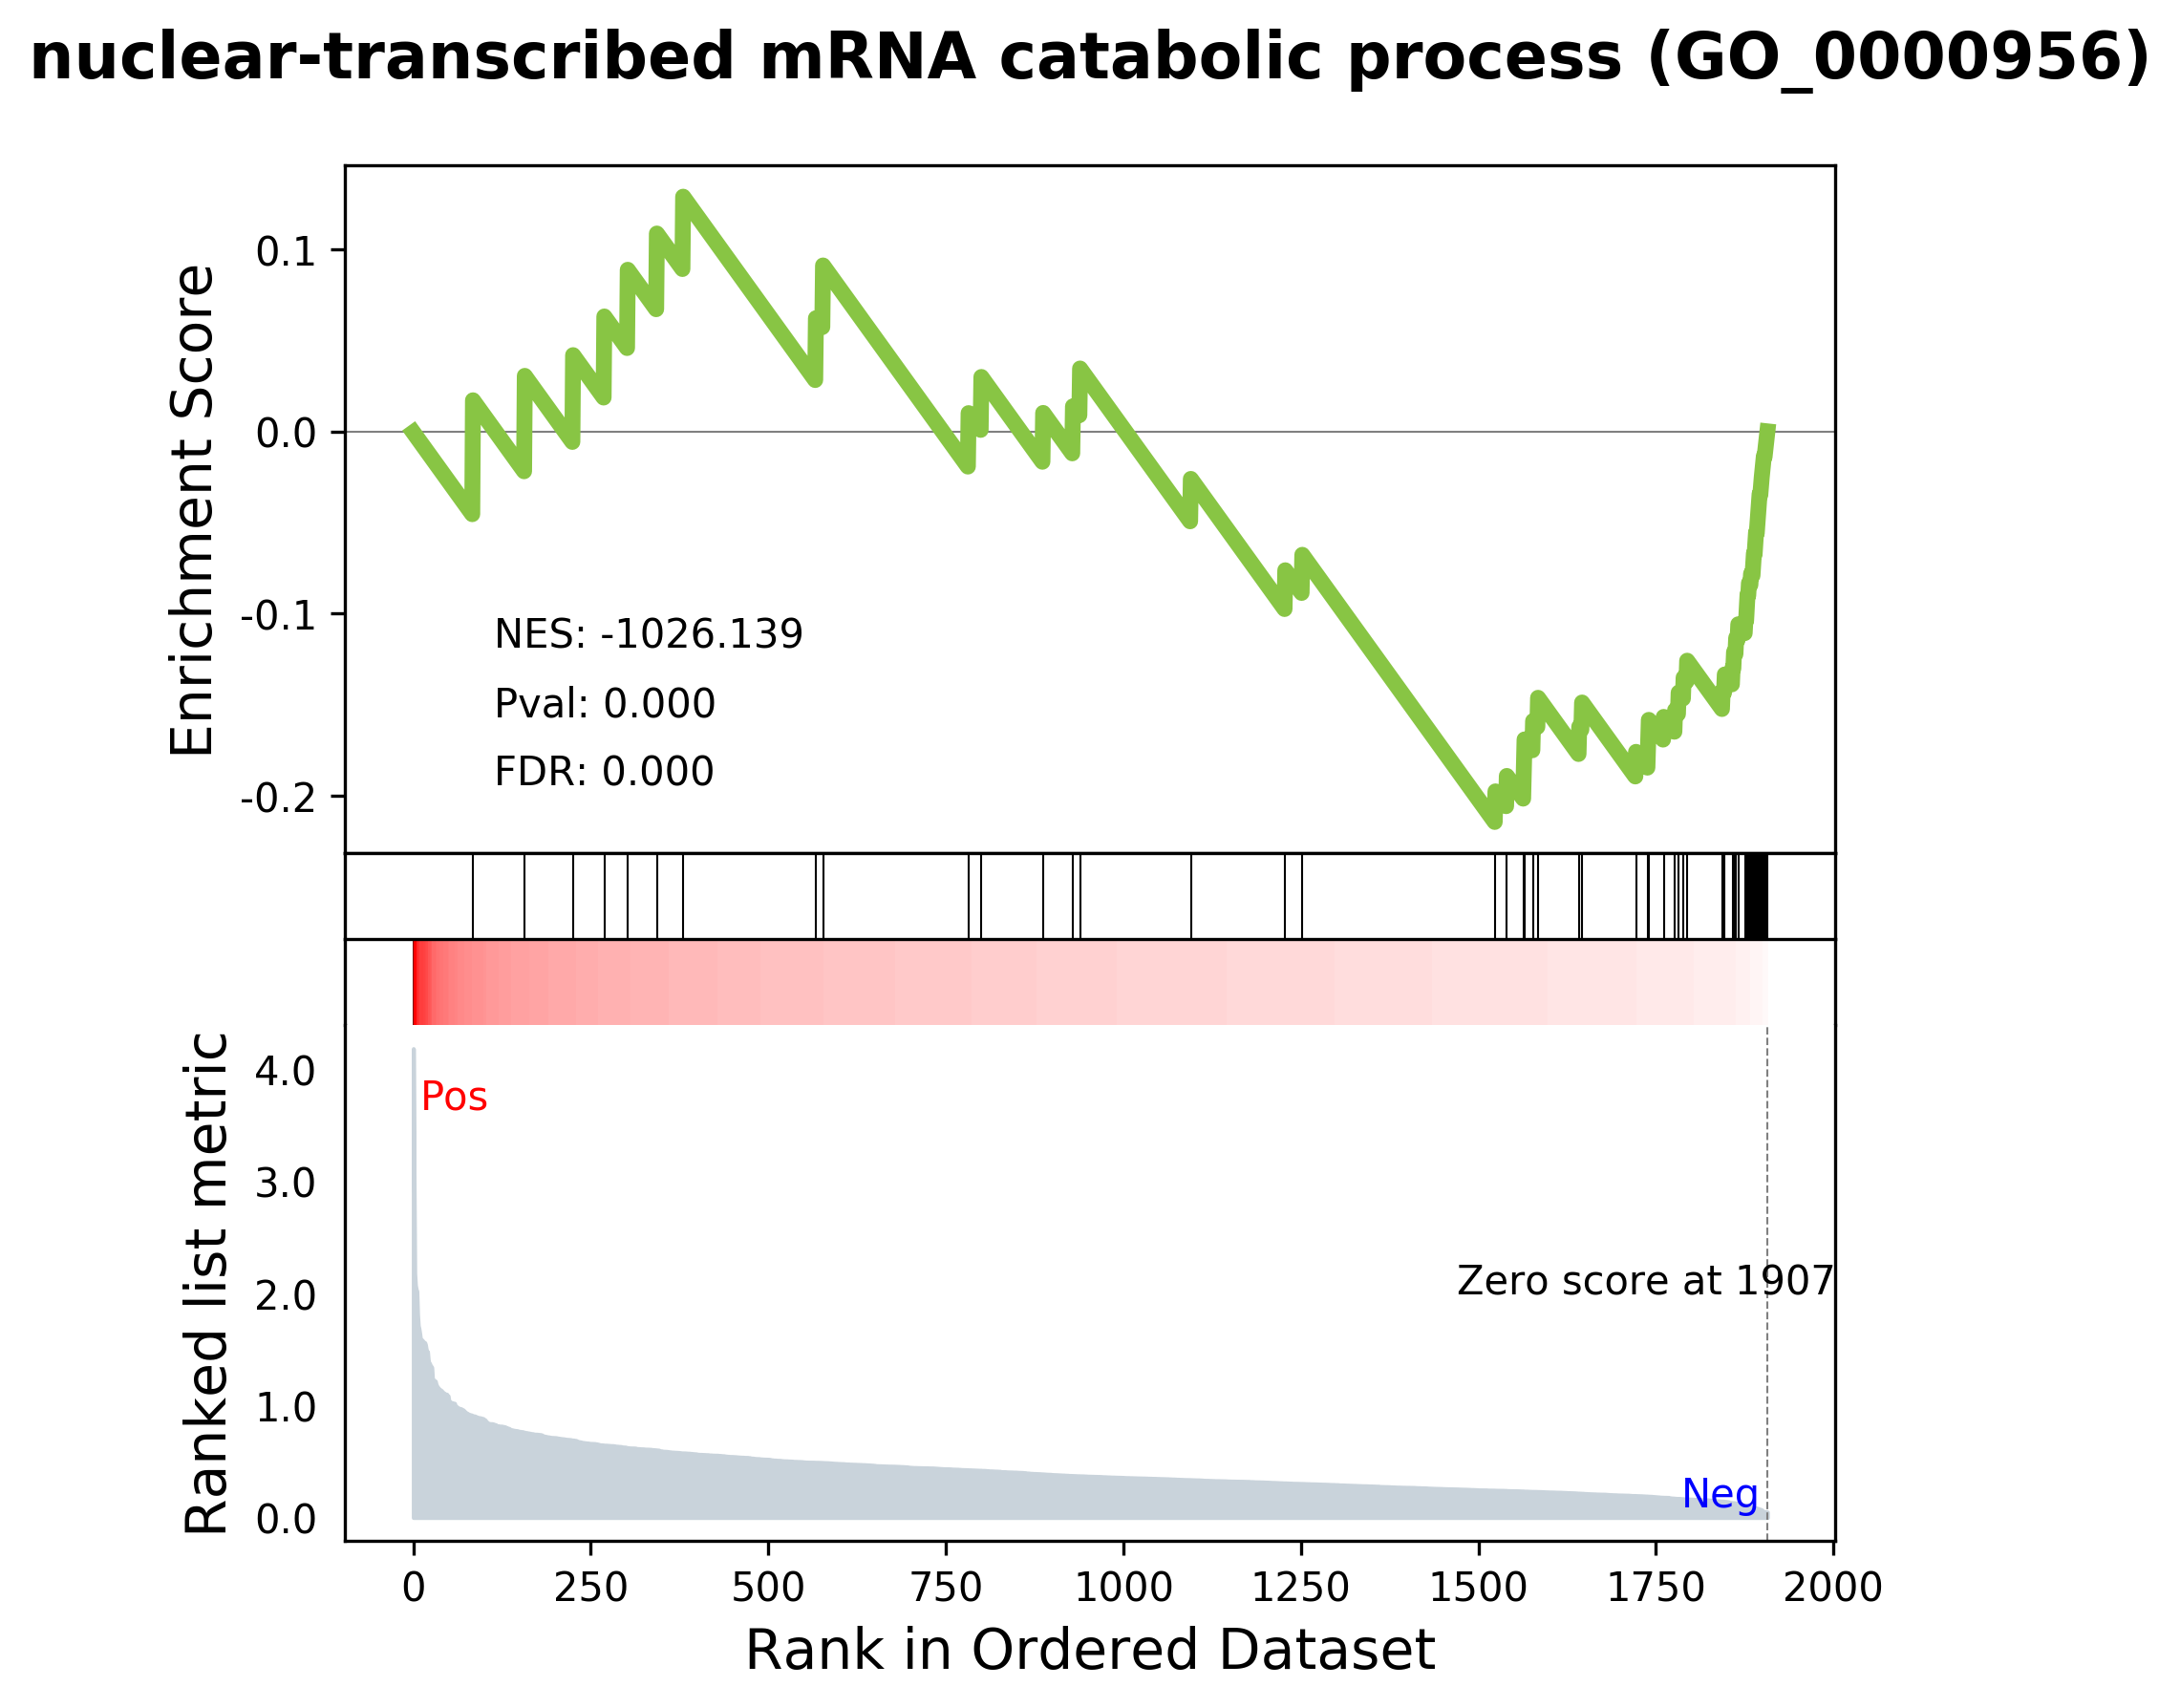 nuclear-transcribed mRNA catabolic process (GO_0000956)
Enrichment Score
0.1
0.0
-0.1
-0.2
NES: -1026.139
Pval: 0.000
FDR: 0.000
Ranked list metric
4.0
3.0
2.0
1.0
0.0
Pos
Zero score at 1907
Neg
0 250 500 750 1000 1250 1500 1750 2000
Rank in Ordered Dataset